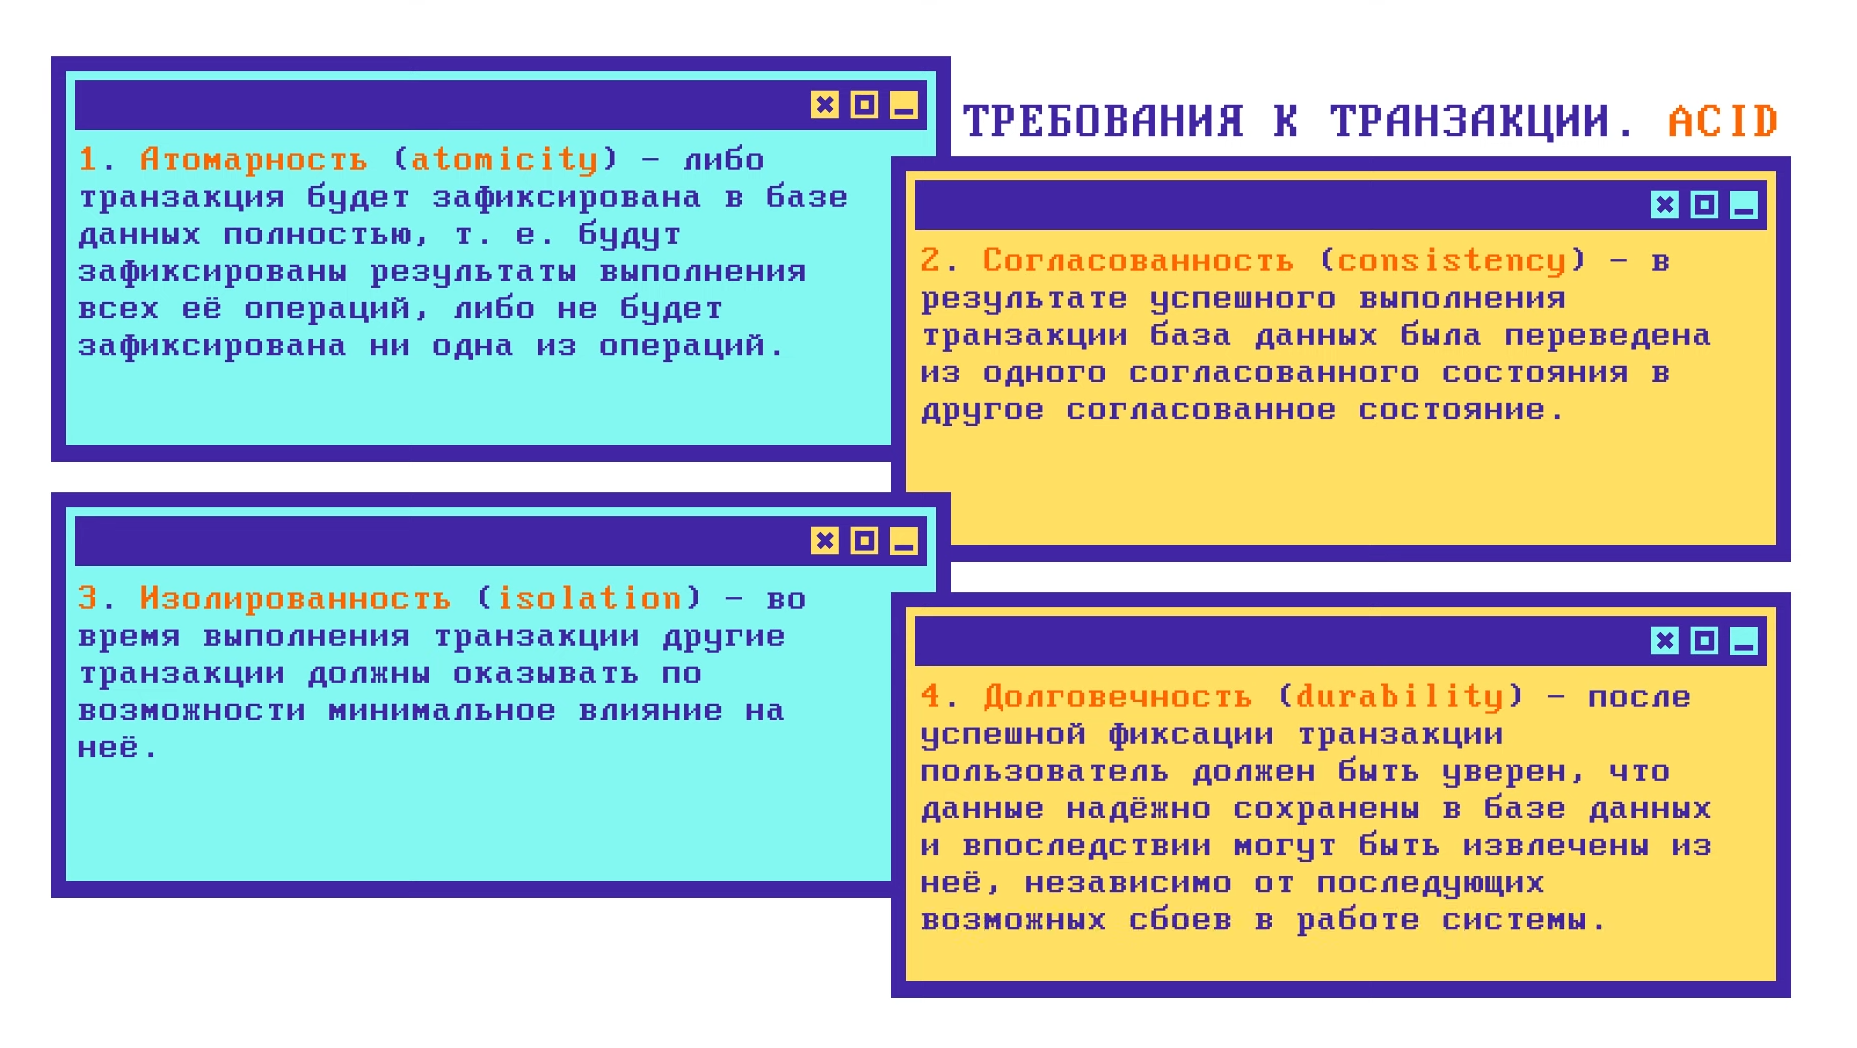 ТРЕБОВАНИЯ К ТРАНЗАКЦИИ. ACID
1. Атомарность (atomicity) – либо
транзакция будет зафиксирована в базе
данных полностью, т. е. будут
зафиксированы результаты выполнения
всех её операций, либо не будет
зафиксирована ни одна из операций.
2. Согласованность (consistency) – в
результате успешного выполнения
транзакции база данных была переведена
из одного согласованного состояния в
другое согласованное состояние.
3. Изолированность (isolation) – во
время выполнения транзакции другие
транзакции должны оказывать по
возможности минимальное влияние на
неё.
4. Долговечность (durability) – после
успешной фиксации транзакции
пользователь должен быть уверен, что
данные надёжно сохранены в базе данных
и впоследствии могут быть извлечены из
неё, независимо от последующих
возможных сбоев в работе системы.